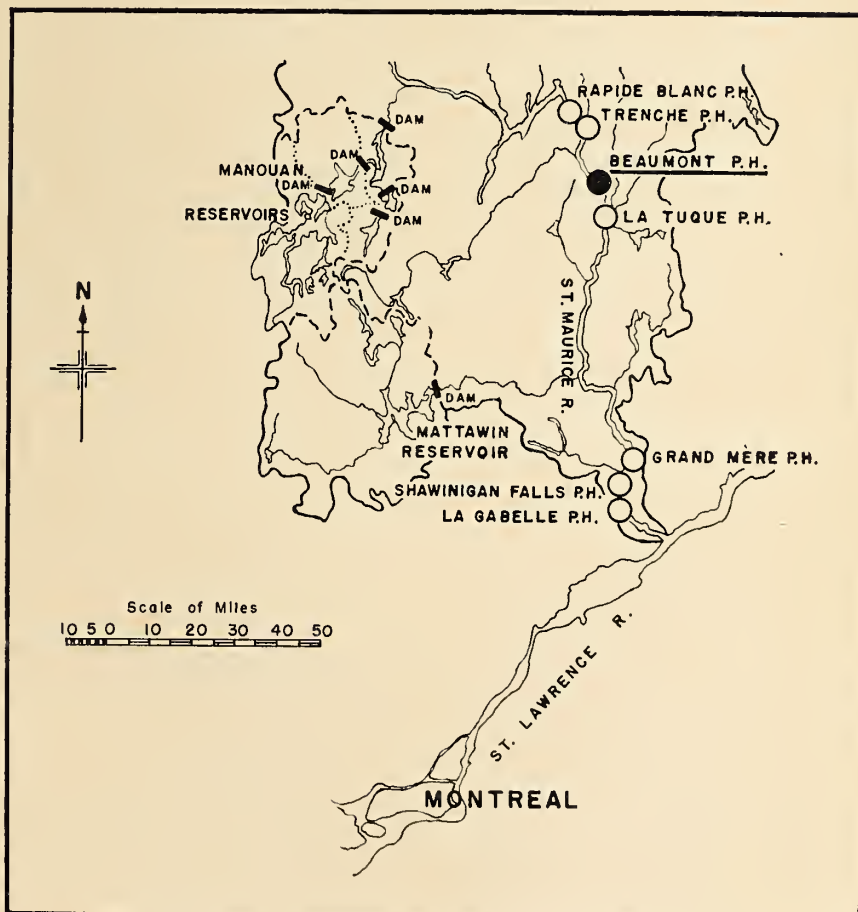 RAPIDE BLANC P.H.
TRENCHE P.H.
BEAUMONT P.H.
LA TUQUE P.H.
DAM
DAM
MANOUAN
DAM
DAM
RESERVOIRS
DAM
N
ST. MAURICE R.
DAM
MATTAWIN
RESERVOIR
GRAND MÈRE P.H.
SHAWINIGAN FALLS P.H.
LA GABELLE P.H.
Scale of Miles
10 5 0 10 20 30 40 50
ST. LAWRENCE R.
MONTREAL